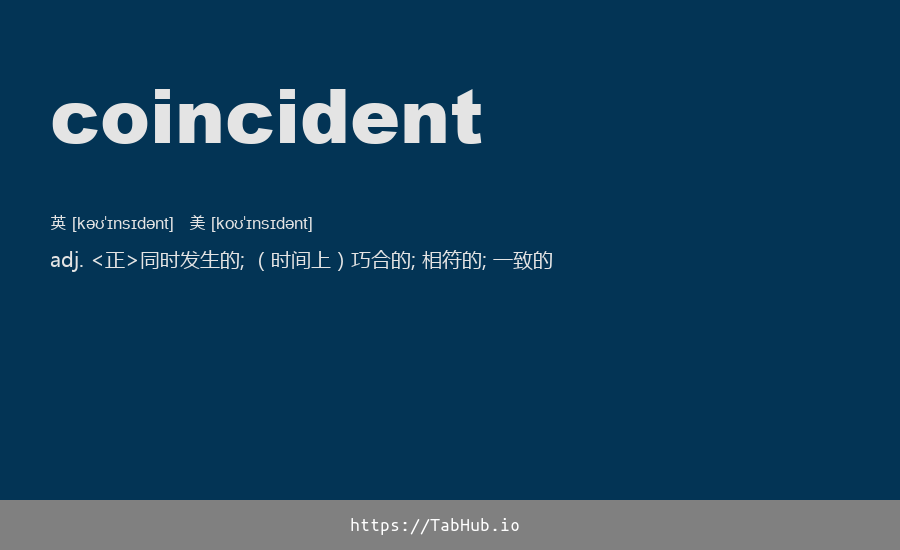 coincident
英 [kəʊˈɪnsɪdənt] 美 [koʊˈɪnsɪdənt]
adj. <正>同时发生的; （时间上）巧合的; 相符的; 一致的
https://TabHub.io